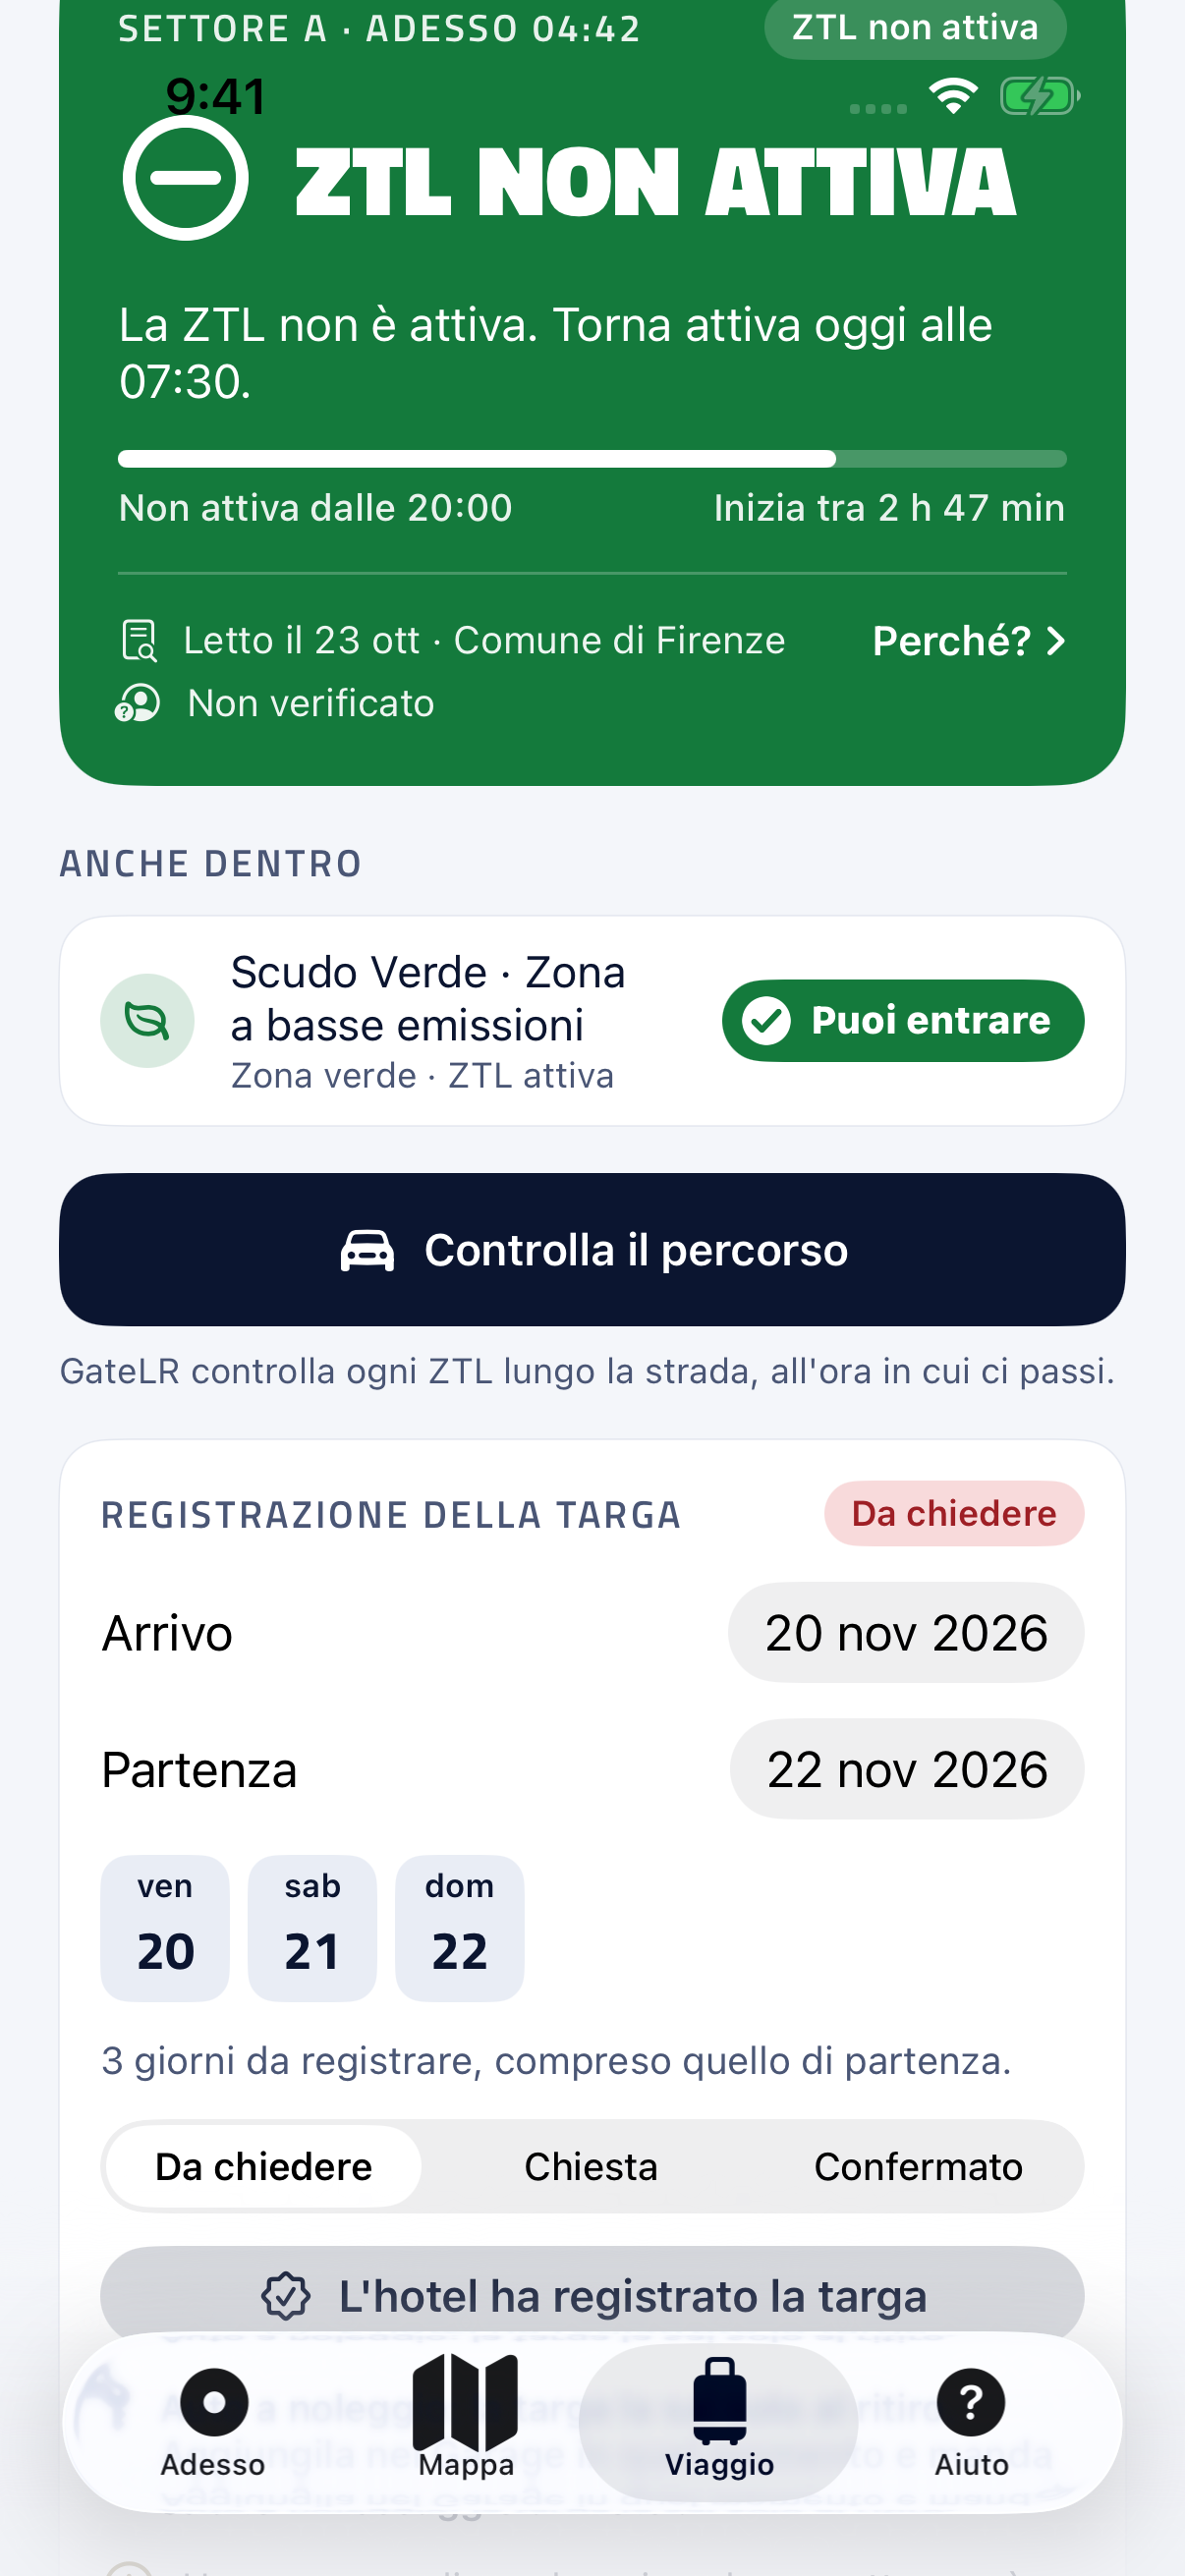 SETTORE A · ADESSO 04:42
ZTL non attiva
9:41
ZTL NON ATTIVA
La ZTL non è attiva. Torna attiva oggi alle
07:30.
Non attiva dalle 20:00
Inizia tra 2 h 47 min
Letto il 23 ott · Comune di Firenze
Perché?
Non verificato
ANCHE DENTRO
Scudo Verde · Zona
a basse emissioni
Zona verde · ZTL attiva
Puoi entrare
Controlla il percorso
GateLR controlla ogni ZTL lungo la strada, all'ora in cui ci passi.
REGISTRAZIONE DELLA TARGA
Da chiedere
Arrivo
20 nov 2026
Partenza
22 nov 2026
ven
20
sab
21
dom
22
3 giorni da registrare, compreso quello di partenza.
Da chiedere
Chiesta
Confermato
L'hotel ha registrato la targa
Adesso
Mappa
Viaggio
Aiuto